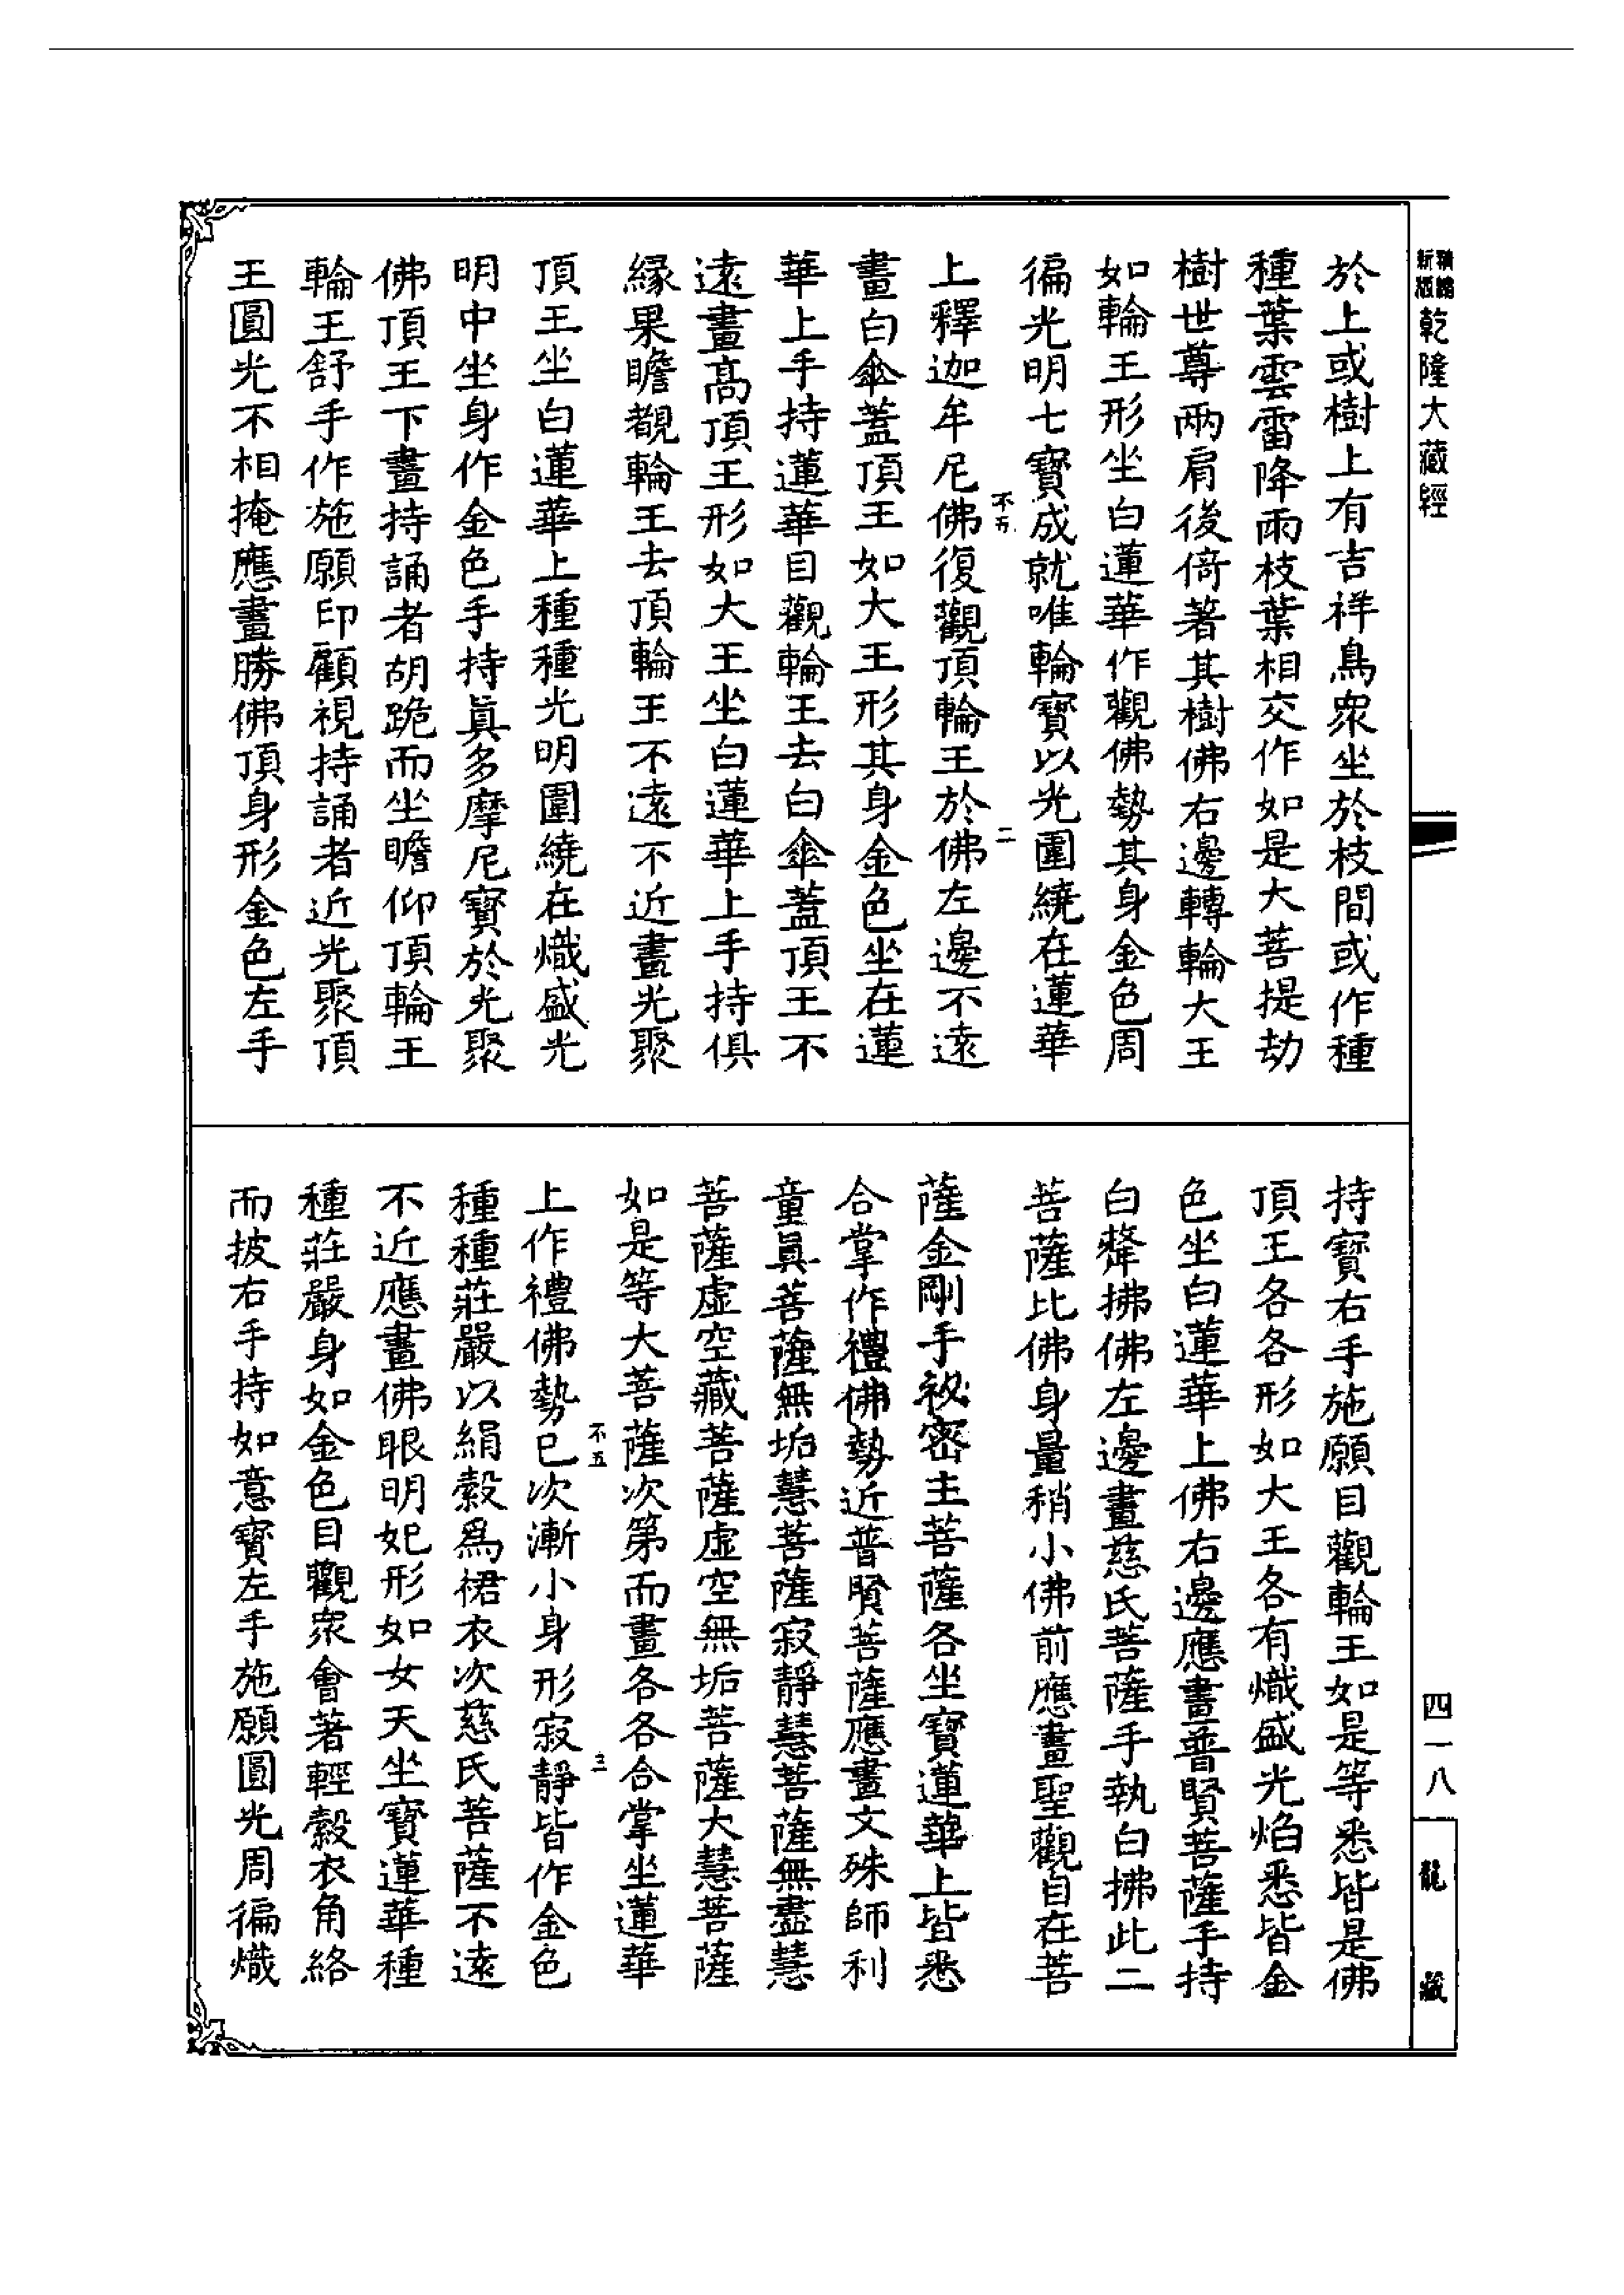 新編縮版乾隆大藏經
於上或樹上有吉祥鳥眾坐於枝間或作種
種葉雲雷降雨枝葉相交作如是大菩提劫
樹世尊兩肩後倚著其樹佛右邊轉輪大王
如輪王形坐白蓮華作觀佛勢其身金色周
徧光明七寶成就唯輪寶以光圍繞在蓮華
不五
二
上釋迦牟尼佛復觀頂輪王於佛左邊不遠
畫白傘蓋頂王如大王形其身金色坐在蓮
華上手持蓮華目觀輪王去白傘蓋頂王不
遠畫高頂王形如大王坐白蓮華上手持俱
緣果瞻覩輪王去頂輪王不遠不近畫光聚
頂王坐白蓮華上種種光明圍繞在熾盛光
明中坐身作金色手持眞多摩尼寶於光聚
佛頂王下畫持誦者胡跪而坐瞻仰頂輪王
輪王舒手作施願印顧視持誦者近光聚頂
王圓光不相掩應畫勝佛頂身形金色左手
持寶右手施願目觀輪王如是等悉皆是佛
頂王各各形如大王各有熾盛光焰悉皆金
色坐白蓮華上佛右邊應畫普賢菩薩手持
白犛拂佛左邊畫慈氏菩薩手執白拂此二
菩薩比佛身量稍小佛前應畫聖觀自在菩
薩金剛手祕密主菩薩各坐寶蓮華上皆悉
合掌作禮佛勢近普賢菩薩應畫文殊師利
童眞菩薩無垢慧菩薩寂靜慧菩薩無盡慧
菩薩虛空藏菩薩虛空無垢菩薩大慧菩薩
如是等大菩薩次第而畫各各合掌坐蓮華
不五
三
上作禮佛勢已次漸小身形寂靜皆作金色
種種莊嚴以絹縠爲裙衣次慈氏菩薩不遠
不近應畫佛眼明妃形如女天坐寶蓮華種
種莊嚴身如金色目觀眾會著輕縠衣角絡
而披右手持如意寶左手施願圓光周徧熾
四一八
龍藏